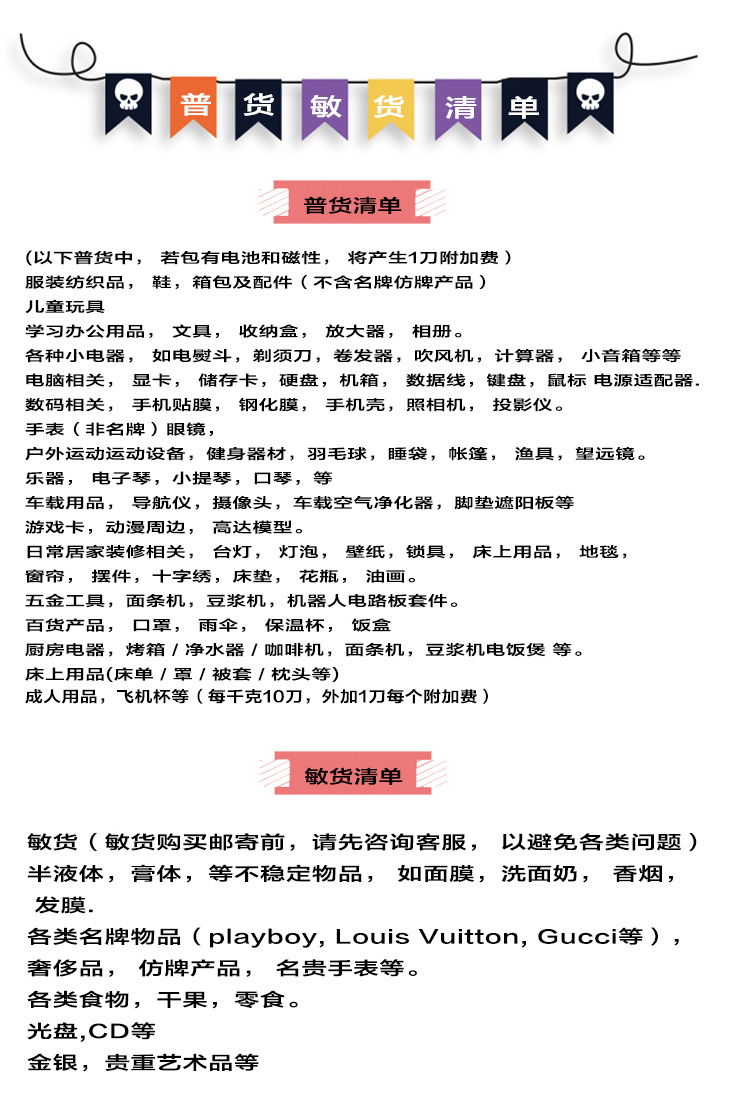 普货敏货清单
普货清单
(以下普货中， 若包有电池和磁性， 将产生1刀附加费）
服装纺织品， 鞋，箱包及配件（不含名牌仿牌产品）
儿童玩具
学习办公用品， 文具， 收纳盒， 放大器， 相册。
各种小电器， 如电熨斗，剃须刀，卷发器，吹风机，计算器， 小音箱等等
电脑相关， 显卡， 储存卡，硬盘，机箱， 数据线，键盘，鼠标 电源适配器.
数码相关， 手机贴膜， 钢化膜， 手机壳，照相机， 投影仪。
手表（非名牌）眼镜，
户外运动运动设备，健身器材，羽毛球，睡袋，帐篷， 渔具，望远镜。
乐器， 电子琴，小提琴，口琴，等
车载用品， 导航仪，摄像头，车载空气净化器，脚垫遮阳板等
游戏卡，动漫周边， 高达模型。
日常居家装修相关， 台灯， 灯泡， 壁纸，锁具， 床上用品， 地毯，
窗帘， 摆件，十字绣，床垫， 花瓶， 油画。
五金工具，面条机，豆浆机，机器人电路板套件。
百货产品， 口罩， 雨伞， 保温杯， 饭盒
厨房电器，烤箱 / 净水器 / 咖啡机，面条机，豆浆机电饭煲 等。
床上用品(床单 / 罩 / 被套 / 枕头等)
成人用品，飞机杯等（每千克10刀，外加1刀每个附加费）
敏货清单
敏货（敏货购买邮寄前，请先咨询客服， 以避免各类问题）
半液体，膏体，等不稳定物品， 如面膜，洗面奶， 香烟，
发膜.
各类名牌物品（playboy, Louis Vuitton, Gucci等），
奢侈品， 仿牌产品， 名贵手表等。
各类食物，干果，零食。
光盘,CD等
金银，贵重艺术品等